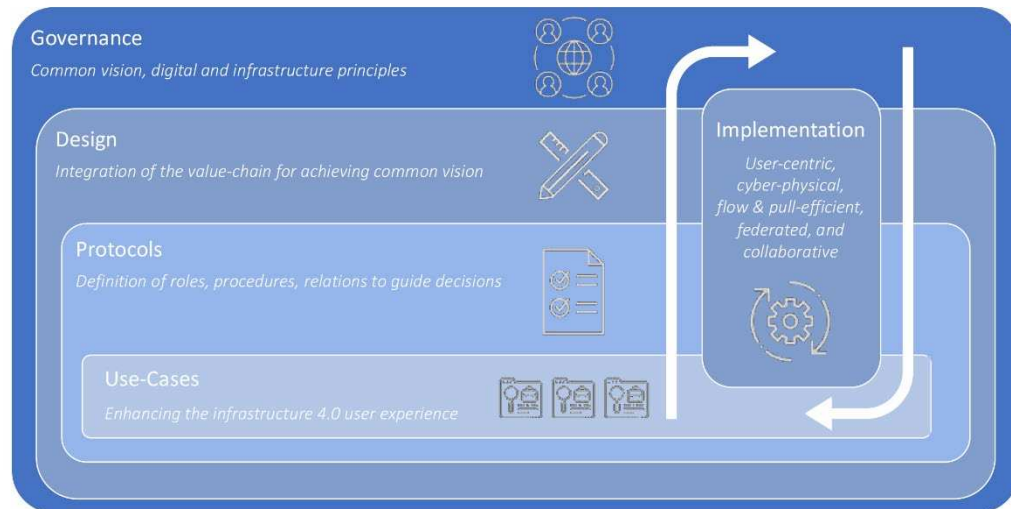 Governance
Common vision, digital and infrastructure principles
Design
Integration of the value-chain for achieving common vision
Protocols
Definition of roles, procedures, relations to guide decisions
Use-Cases
Enhancing the infrastructure 4.0 user experience
Implementation
User-centric,
cyber-physical,
flow & pull-efficient,
federated, and
collaborative